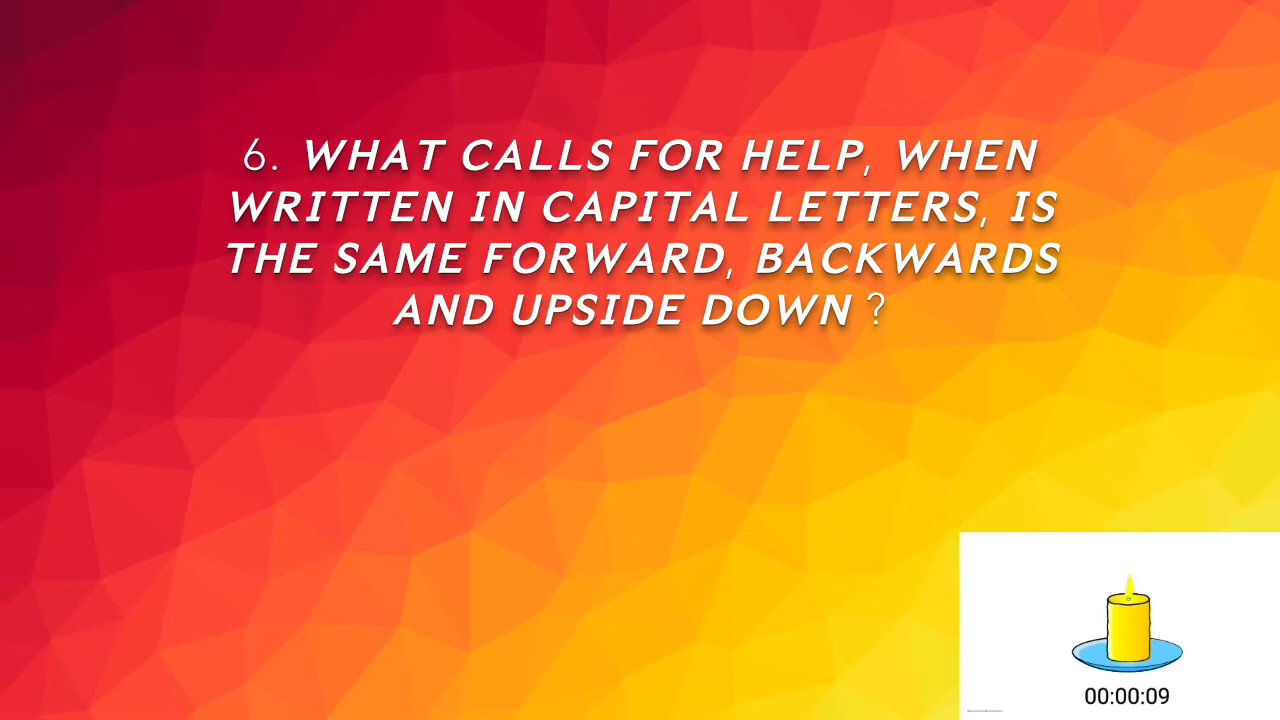 6. WHAT CALLS FOR HELP, WHEN
WRITTEN IN CAPITAL LETTERS, IS
THE SAME FORWARD, BACKWARDS
AND UPSIDE DOWN ?
00:00:09